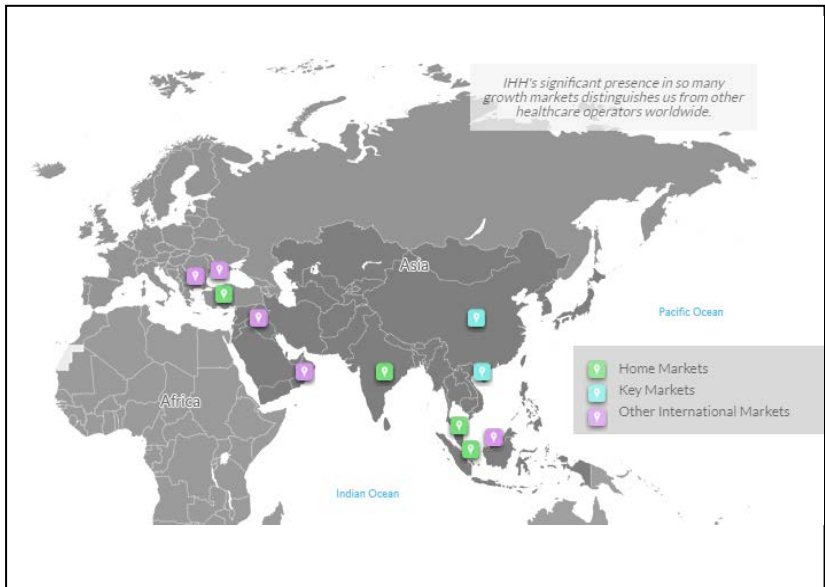 IHH's significant presence in so many
growth markets distinguishes us from other
healthcare operators worldwide.
Asia
Pacific Ocean
Home Markets
Key Markets
Other International Markets
Africa
Indian Ocean